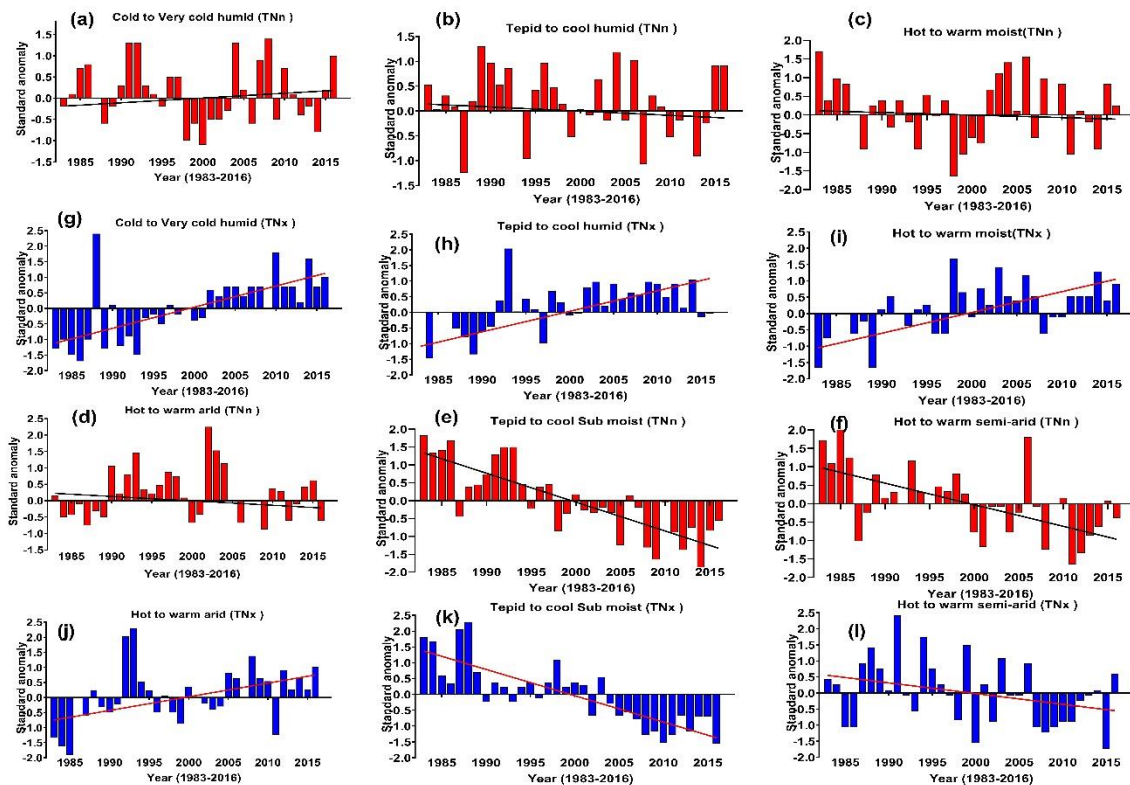 (a)
Cold to Very cold humid (TNn)
Standard anomaly
1.5
1.0
0.5
0.0
-0.5
-1.0
-1.5
1985 1990 1995 2000 2005 2010 2015
Year (1983-2016)
(b)
Tepid to cool humid (TNn)
Standard anomaly
1.5
1.0
0.5
0.0
0.5
1.0
1.5
1985 1990 1995 2000 2005 2010 2015
Year (1983-2016)
(c)
Hot to warm moist(TNn)
Standard anomaly
2.0
1.5
1.0
0.5
0.0
-0.5
-1.0
-1.5
-2.0
1985 1990 1995 2000 2005 2010 2015
Year (1983-2016)
(g)
Cold to Very cold humid (TNx )
Standard anomaly
2.5
2.0
1.5
1.0
0.5
0.0
-0.5
-1.0
-1.5
-2.0
1985 1990 1995 2000 2005 2010 2015
Year (1983-2016)
(h)
Tepid to cool humid (TNx )
Standard anomaly
2.5
2.0
1.5
1.0
0.5
0.0
-0.5
-1.0
-1.5
-2.0
1985 1990 1995 2000 2005 2010 2015
Year (1983-2016)
(i)
Hot to warm moist(TNx )
Standard anomaly
2.5
2.0
1.5
1.0
0.5
0.0
-0.5
-1.0
-1.5
-2.0
1985 1990 1995 2000 2005 2010 2015
Year (1983-2016)
(d)
Hot to warm arid (TNn)
Standard anomaly
2.5
2.0
1.5
1.0
0.5
0.0
-0.5
-1.0
-1.5
1985 1990 1995 2000 2005 2010 2015
(e)
Tepid to cool Sub moist (TNn)
Standard anomaly
2.0
1.5
1.0
0.5
0.0
-0.5
-1.0
-1.5
-2.0
1985 1990 1995 2000 2005 2010 2015
(f)
Hot to warm semi-arid (TNn)
Standard anomaly
2.0
1.5
1.0
0.5
0.0
-0.5
-1.0
-1.5
-2.0
1985 1990 1995 2000 2005 2010 2015
(j)
Hot to warm arid (TNx)
Standard anomaly
2.5
2.0
1.5
1.0
0.5
0.0
-0.5
-1.0
-1.5
-2.0
1985 1990 1995 2000 2005 2010 2015
Year (1983-2016)
(k)
Tepid to cool Sub moist (TNx)
Standard anomaly
2.5
2.0
1.5
1.0
0.5
0.0
-0.5
-1.0
-1.5
-2.0
1985 1990 1995 2000 2005 2010 2015
Year (1983-2016)
(l)
Hot to warm semi-arid (TNx)
Standard anomaly
2.5
2.0
1.5
1.0
0.5
0.0
-0.5
-1.0
-1.5
-2.0
1985 1990 1995 2000 2005 2010 2015
Year (1983-2016)